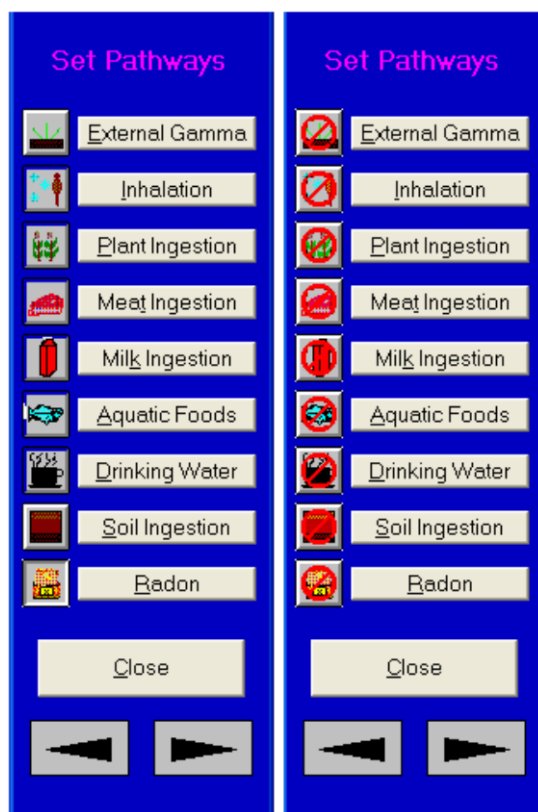 Set Pathways
External Gamma
Inhalation
Plant Ingestion
Meat Ingestion
Milk Ingestion
Aquatic Foods
Drinking Water
Soil Ingestion
Radon
Close
Set Pathways
External Gamma
Inhalation
Plant Ingestion
Meat Ingestion
Milk Ingestion
Aquatic Foods
Drinking Water
Soil Ingestion
Radon
Close